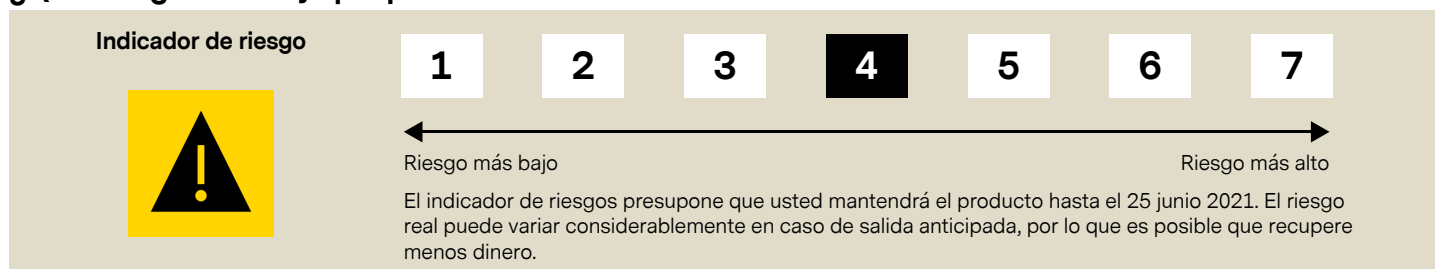 Indicador de riesgo
1 2 3 4 5 6 7
Riesgo más bajo Riesgo más alto
El indicador de riesgos presupone que usted mantendrá el producto hasta el 25 junio 2021. El riesgo
real puede variar considerablemente en caso de salida anticipada, por lo que es posible que recupere
menos dinero.